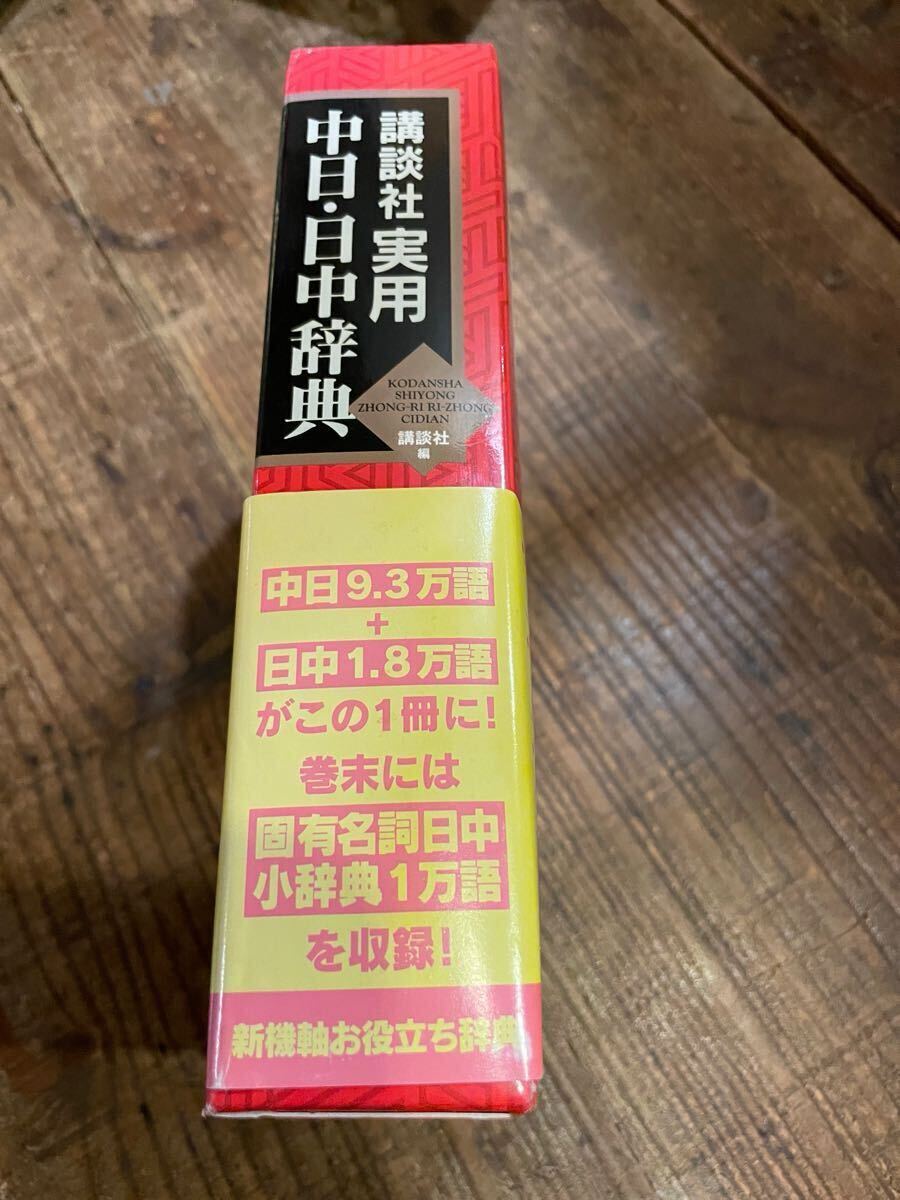 講談社 実用
中日・日中辞典
KODANSHA
SHIYONG
ZHONG-RI RI-ZHONG
CIDIAN
講談社
編
中日9.3万語
+
日中1.8万語
がこの1冊に!
巻末には
固有名詞日中
小辞典1万語
を収録!
新機軸お役立ち辞典